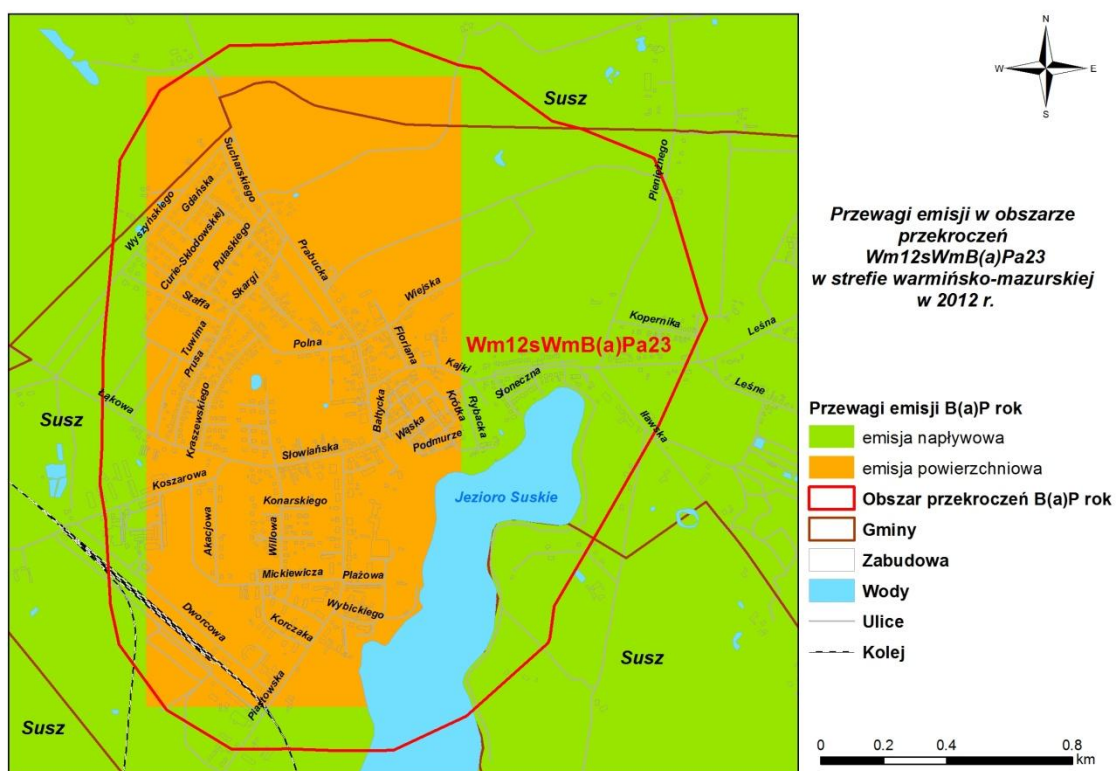 N
W E
S
Susz
Pieniężnego
Sucharskiego
Gdańska
Wyszyńskiego
Curie-Skłodowskiej
Pułaskiego
Prabucka
Skargi
Wiejska
Staffa
Kopernika
Leśna
Tuwima
Floriana
Polna
Wm12sWmB(a)Pa23
Prusa
Kajki
Słoneczna
Leśne
Łąkowa
Krótka
Susz
Kraszewskiego
Bałtycka
Rybacka
Iławska
Wąska
Podmurze
Słowiańska
Koszarowa
Jezioro Suskie
Konarskiego
Akacjowa
Willowa
Mickiewicza
Plażowa
Wybickiego
Dworcowa
Korczaka
Susz
Piastowska
Susz
Przewagi emisji w obszarze
przekroczeń
Wm12sWmB(a)Pa23
w strefie warmińsko-mazurskiej
w 2012 r.
Przewagi emisji B(a)P rok
emisja napływowa
emisja powierzchniowa
Obszar przekroczeń B(a)P rok
Gminy
Zabudowa
Wody
Ulice
Kolej
0 0.2 0.4 0.8
km